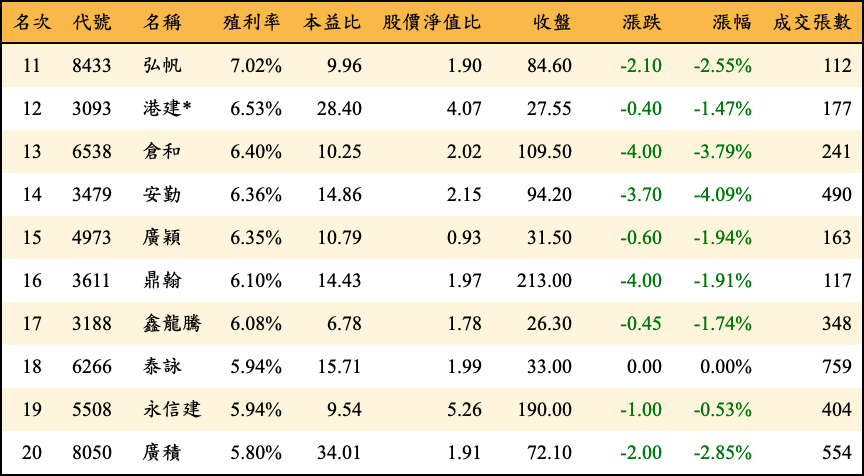 名次 代號 名稱 殖利率 本益比 股價淨值比 收盤 漲跌 漲幅 成交張數
11 8433 弘帆 7.02% 9.96 1.90 84.60 -2.10 -2.55% 112
12 3093 港建* 6.53% 28.40 4.07 27.55 -0.40 -1.47% 177
13 6538 倉和 6.40% 10.25 2.02 109.50 -4.00 -3.79% 241
14 3479 安勤 6.36% 14.86 2.15 94.20 -3.70 -4.09% 490
15 4973 廣穎 6.35% 10.79 0.93 31.50 -0.60 -1.94% 163
16 3611 鼎翰 6.10% 14.43 1.97 213.00 -4.00 -1.91% 117
17 3188 鑫龍騰 6.08% 6.78 1.78 26.30 -0.45 -1.74% 348
18 6266 泰詠 5.94% 15.71 1.99 33.00 0.00 0.00% 759
19 5508 永信建 5.94% 9.54 5.26 190.00 -1.00 -0.53% 404
20 8050 廣積 5.80% 34.01 1.91 72.10 -2.00 -2.85% 554